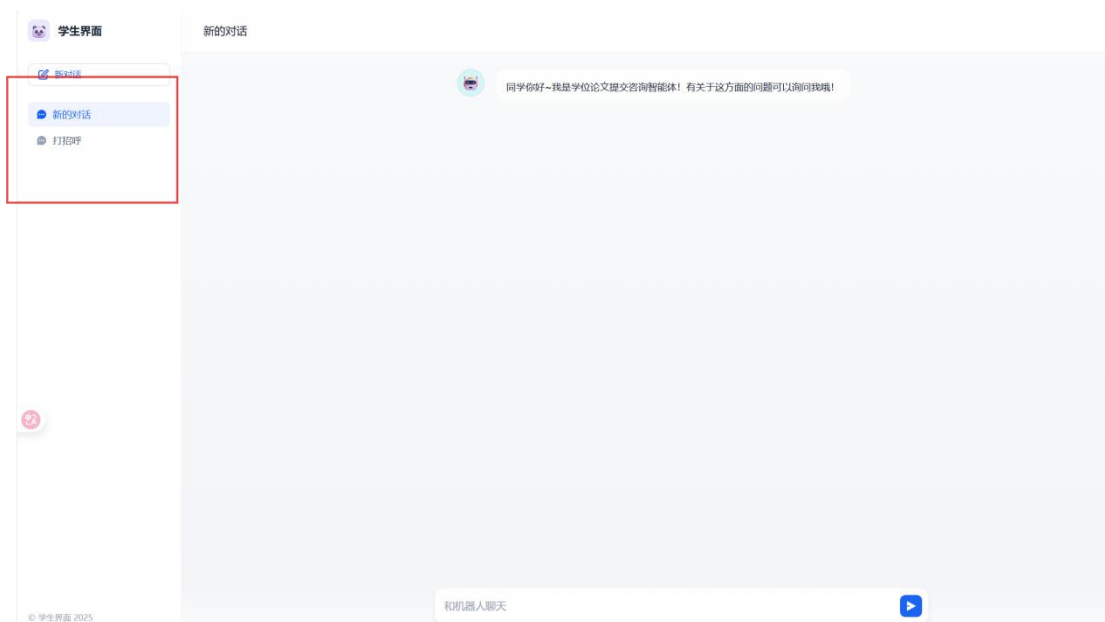 学生界面
新的对话
新对话
同学你好~我是学位论文提交咨询智能体！有关于这方面的问题可以询问我哦！
新的对话
打招呼
和机器人聊天
© 学生界面 2025